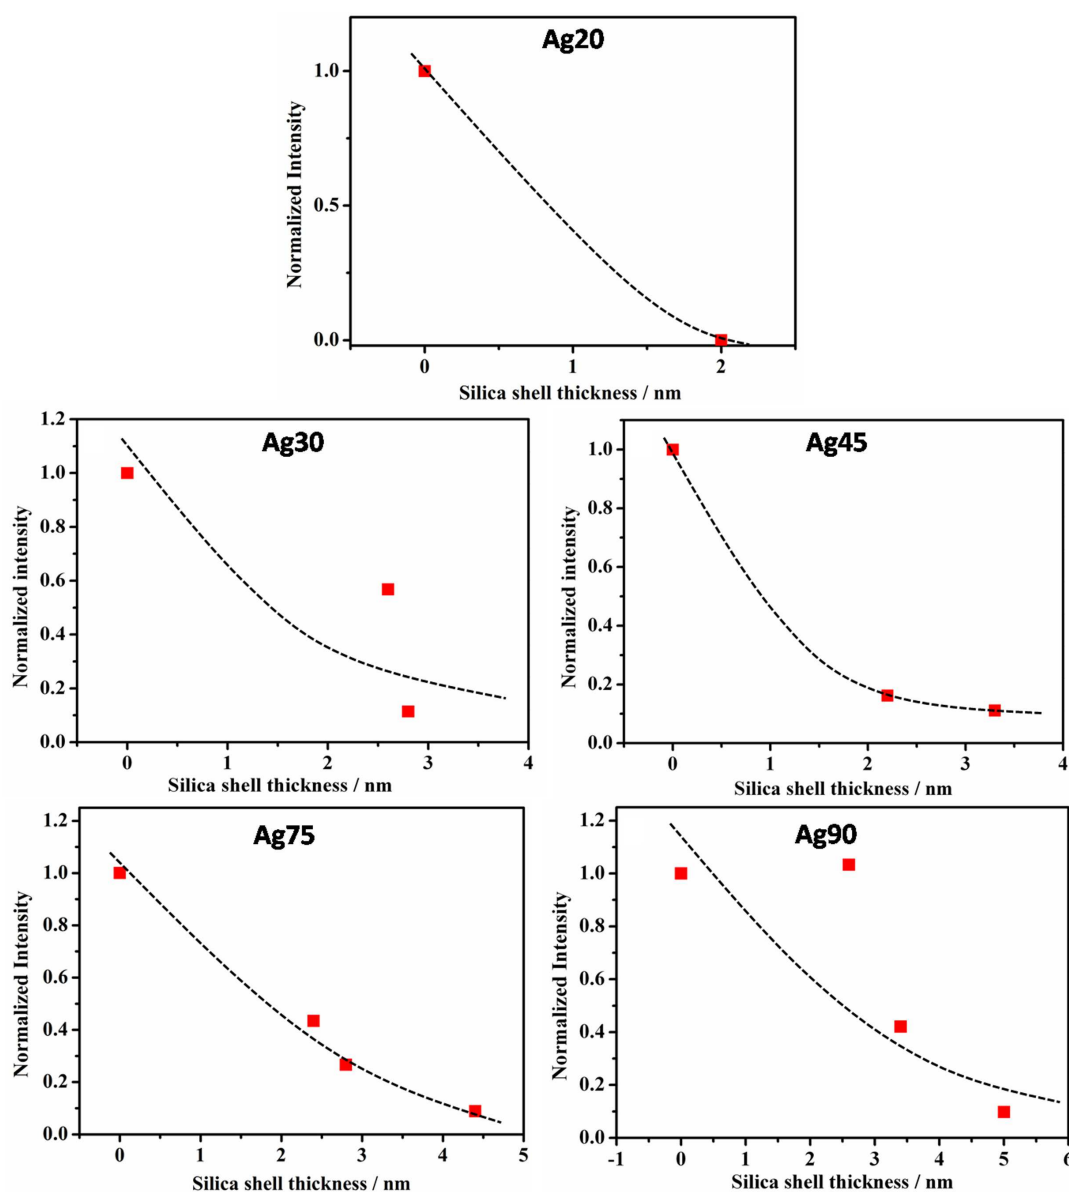 Ag20
Normalized Intensity
1.0
0.5
0.0
0 1 2
Silica shell thickness / nm
Ag30
Normalized intensity
1.2
1.0
0.8
0.6
0.4
0.2
0.0
0 1 2 3 4
Silica shell thickness / nm
Ag45
Normalized intensity
1.0
0.8
0.6
0.4
0.2
0.0
0 1 2 3 4
Silica shell thickness / nm
Ag75
Normalized Intensity
1.2
1.0
0.8
0.6
0.4
0.2
0.0
0 1 2 3 4 5
Silica shell thickness / nm
Ag90
Normalized Intensity
1.2
1.0
0.8
0.6
0.4
0.2
0.0
-1 0 1 2 3 4 5 6
Silica shell thickness / nm